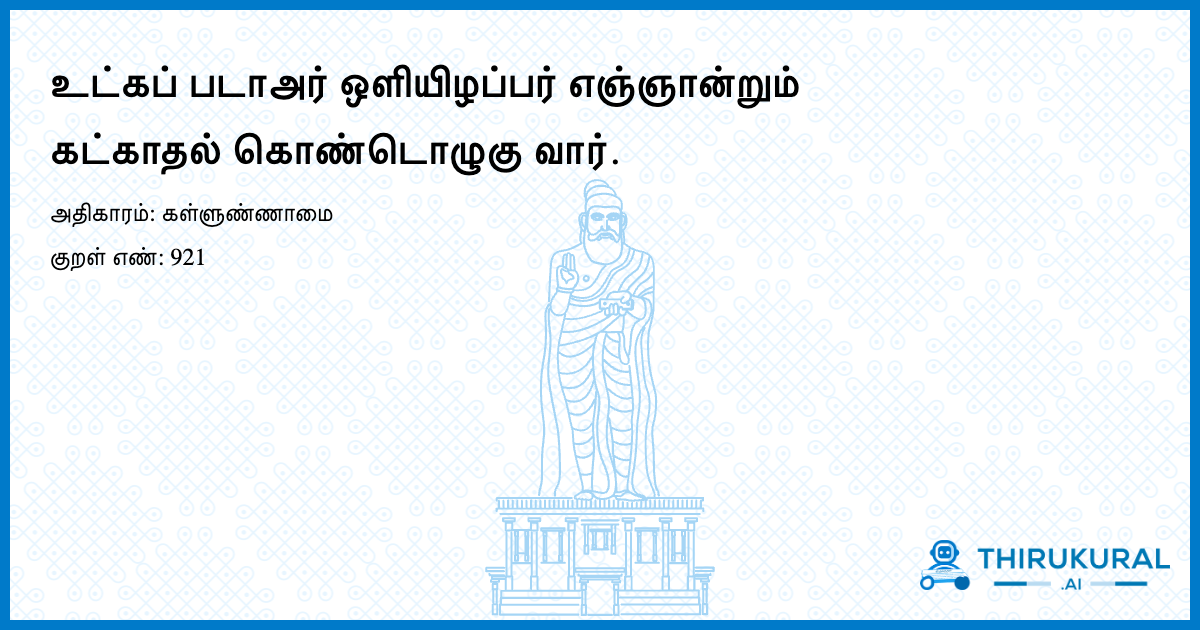 உட்கப் படாஅர் ஒளியிழப்பர் எஞ்ஞான்றும்
கட்காதல் கொண்டொழுகு வார்.
அதிகாரம்: கள்ளுண்ணாமை
குறள் எண்: 921
THIRUKURAL
.AI